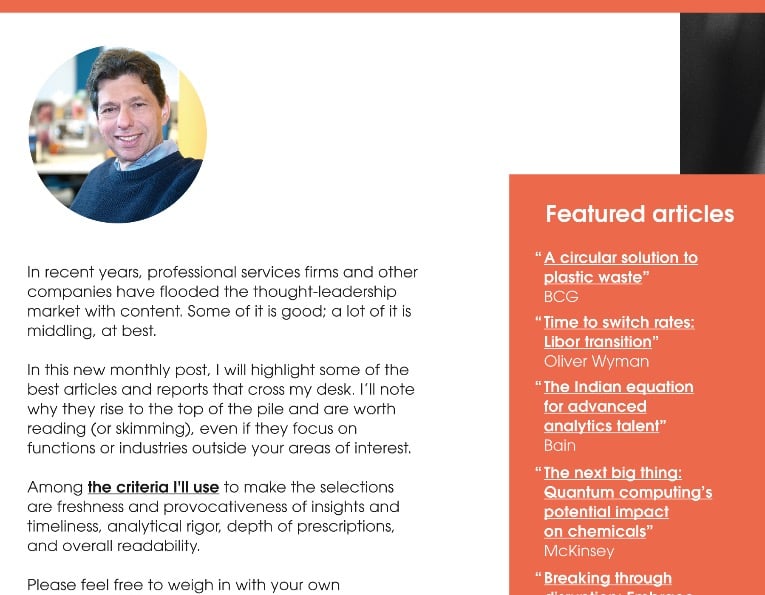 In recent years, professional services firms and other
companies have flooded the thought-leadership
market with content. Some of it is good; a lot of it is
middling, at best.
In this new monthly post, I will highlight some of the
best articles and reports that cross my desk. I’ll note
why they rise to the top of the pile and are worth
reading (or skimming), even if they focus on
functions or industries outside your areas of interest.
Among the criteria I'll use to make the selections
are freshness and provocativeness of insights and
timeliness, analytical rigor, depth of prescriptions,
and overall readability.
Please feel free to weigh in with your own
Featured articles
“A circular solution to
plastic waste”
BCG
“Time to switch rates:
Libor transition”
Oliver Wyman
“The Indian equation
for advanced
analytics talent”
Bain
“The next big thing:
Quantum computing’s
potential impact
on chemicals”
McKinsey
“Breaking through
disruption: Embrace